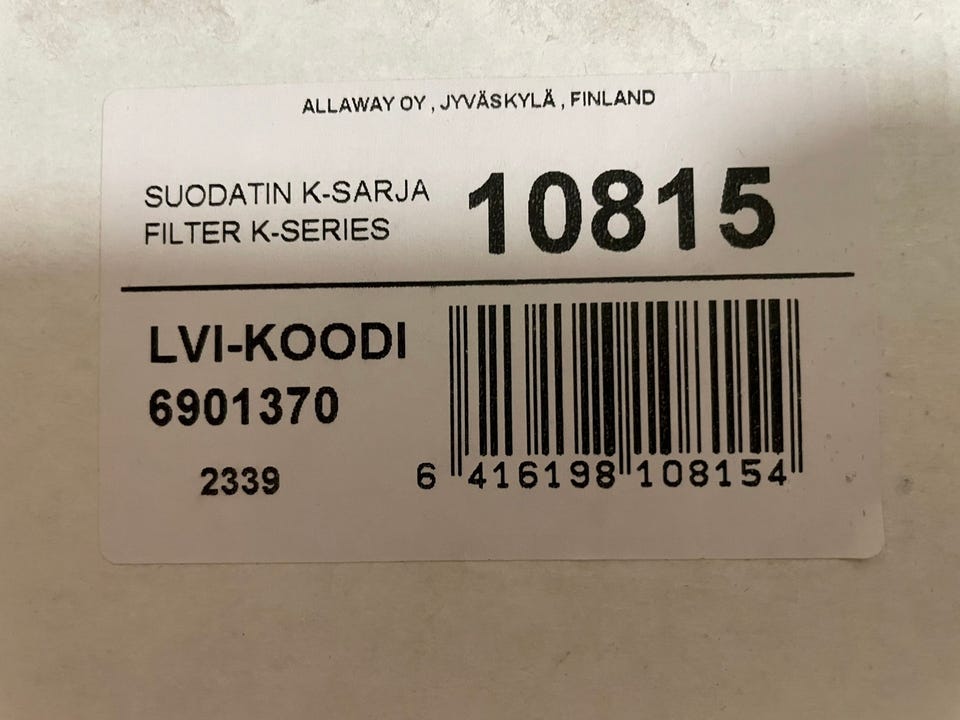 ALLAWAY OY , JYVÄSKYLÄ , FINLAND
SUODATIN K-SARJA
FILTER K-SERIES
10815
LVI-KOODI
6901370
2339
6 416198 108154